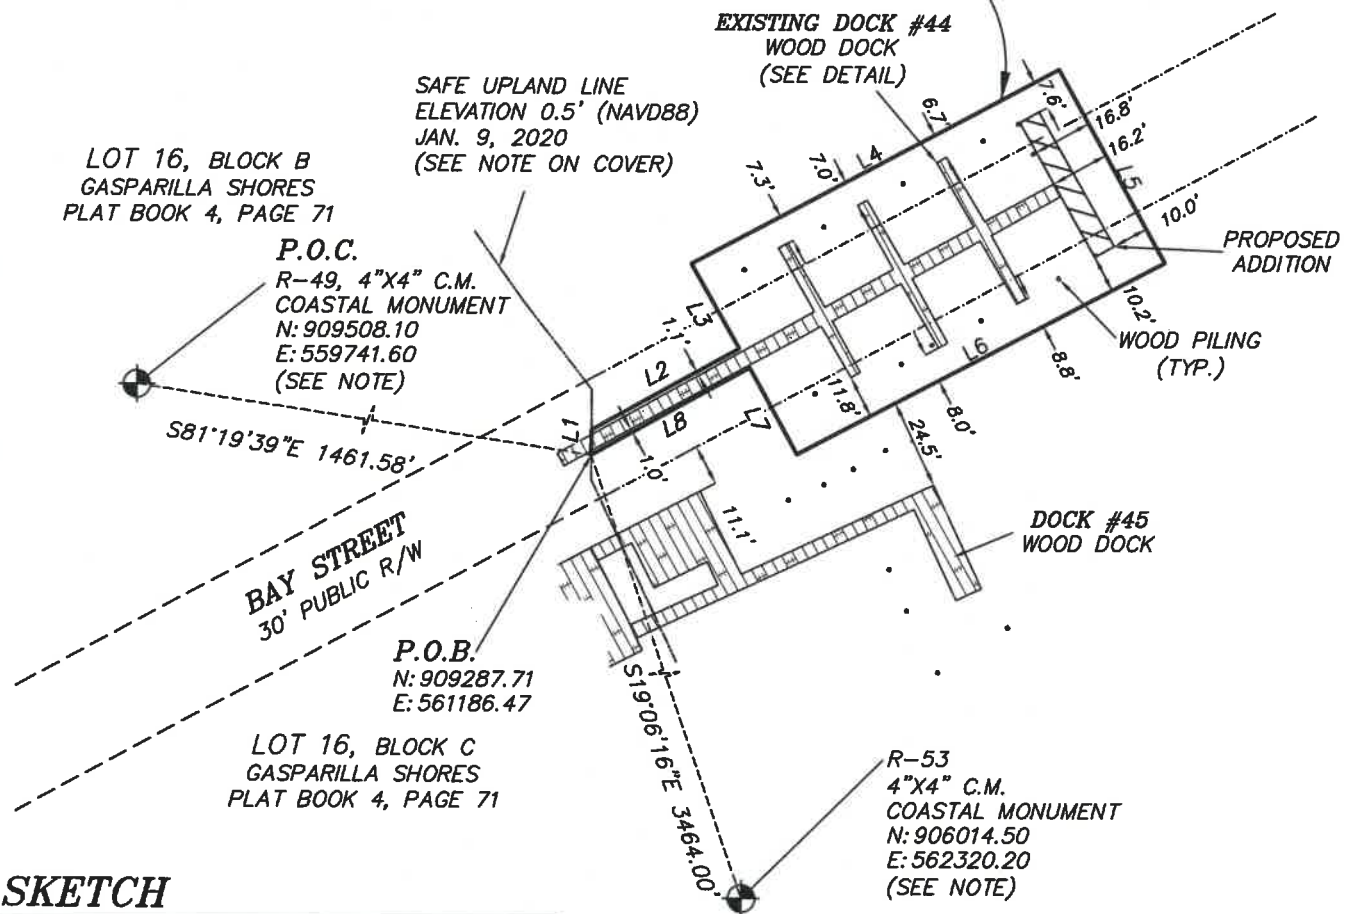 EXISTING DOCK #44
WOOD DOCK
(SEE DETAIL)
SAFE UPLAND LINE
ELEVATION 0.5' (NAVD88)
JAN. 9, 2020
(SEE NOTE ON COVER)
LOT 16, BLOCK B
GASPARILLA SHORES
PLAT BOOK 4, PAGE 71
P.O.C.
R-49, 4"X4" C.M.
COASTAL MONUMENT
N: 909508.10
E: 559741.60
(SEE NOTE)
7.3'
7.0'
L4
6.7'
7.6'
16.8'
16.2'
L5
10.0'
PROPOSED
ADDITION
10.2'
WOOD PILING
(TYP.)
L3
1.1'
L2
L1
L8
1.0'
L7
11.8'
L6
8.8'
8.0'
24.5'
S81°19'39"E 1461.58'
11.1'
DOCK #45
WOOD DOCK
BAY STREET
30' PUBLIC R/W
P.O.B.
N: 909287.71
E: 561186.47
S19°06'16"E 3464.00'
LOT 16, BLOCK C
GASPARILLA SHORES
PLAT BOOK 4, PAGE 71
R-53
4"X4" C.M.
COASTAL MONUMENT
N: 906014.50
E: 562320.20
(SEE NOTE)
SKETCH